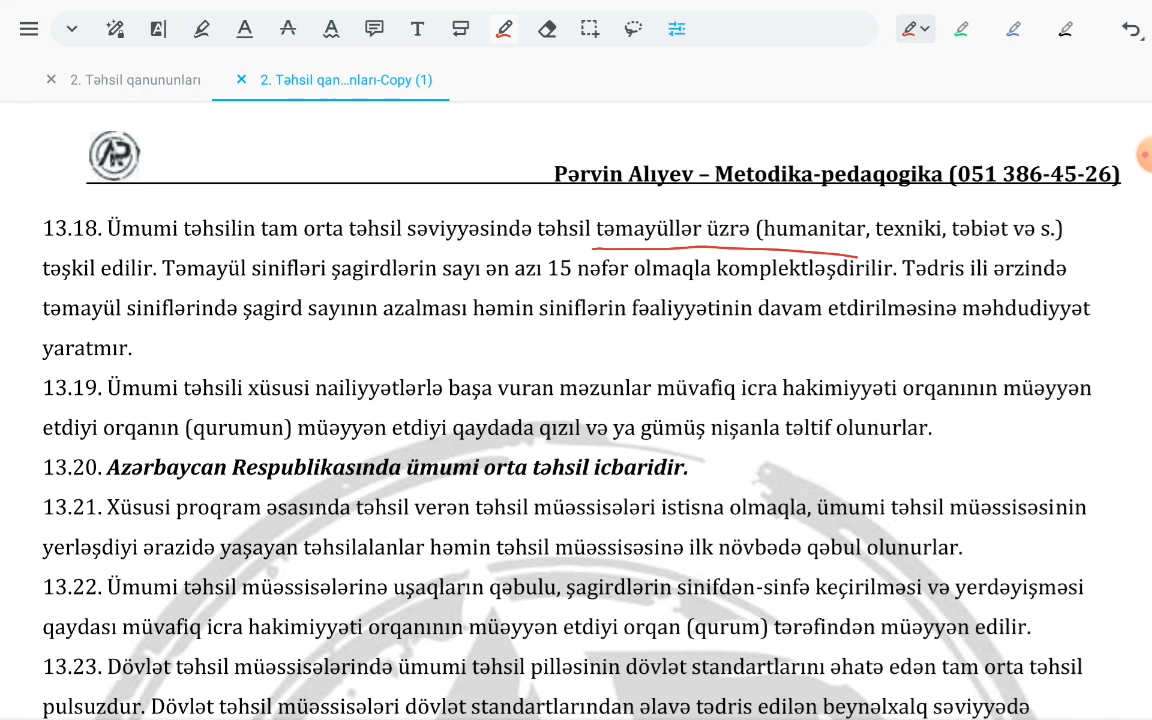 2. Təhsil qanununları
2. Təhsil qan...nları-Copy (1)
Pərvin Alıyev – Metodika-pedaqogika (051 386-45-26)
13.18. Ümumi təhsilin tam orta təhsil səviyyəsində təhsil təmayüllər üzrə (humanitar, texniki, təbiət və s.)
təşkil edilir. Təmayül sinifləri şagirdlərin sayı ən azı 15 nəfər olmaqla komplektləşdirilir. Tədris ili ərzində
təmayül siniflərində şagird sayının azalması həmin siniflərin fəaliyyətinin davam etdirilməsinə məhdudiyyət
yaratmır.
13.19. Ümumi təhsili xüsusi nailiyyətlərlə başa vuran məzunlar müvafiq icra hakimiyyəti orqanının müəyyən
etdiyi orqanın (qurumun) müəyyən etdiyi qaydada qızıl və ya gümüş nişanla təltif olunurlar.
13.20. Azərbaycan Respublikasında ümumi orta təhsil icbaridir.
13.21. Xüsusi proqram əsasında təhsil verən təhsil müəssisələri istisna olmaqla, ümumi təhsil müəssisəsinin
yerləşdiyi ərazidə yaşayan təhsilalanlar həmin təhsil müəssisəsinə ilk növbədə qəbul olunurlar.
13.22. Ümumi təhsil müəssisələrinə uşaqların qəbulu, şagirdlərin sinifdən-sinfə keçirilməsi və yerdəyişməsi
qaydası müvafiq icra hakimiyyəti orqanının müəyyən etdiyi orqan (qurum) tərəfindən müəyyən edilir.
13.23. Dövlət təhsil müəssisələrində ümumi təhsil pilləsinin dövlət standartlarını əhatə edən tam orta təhsil
pulsuzdur. Dövlət təhsil müəssisələri dövlət standartlarından əlavə tədris edilən beynəlxalq səviyyədə